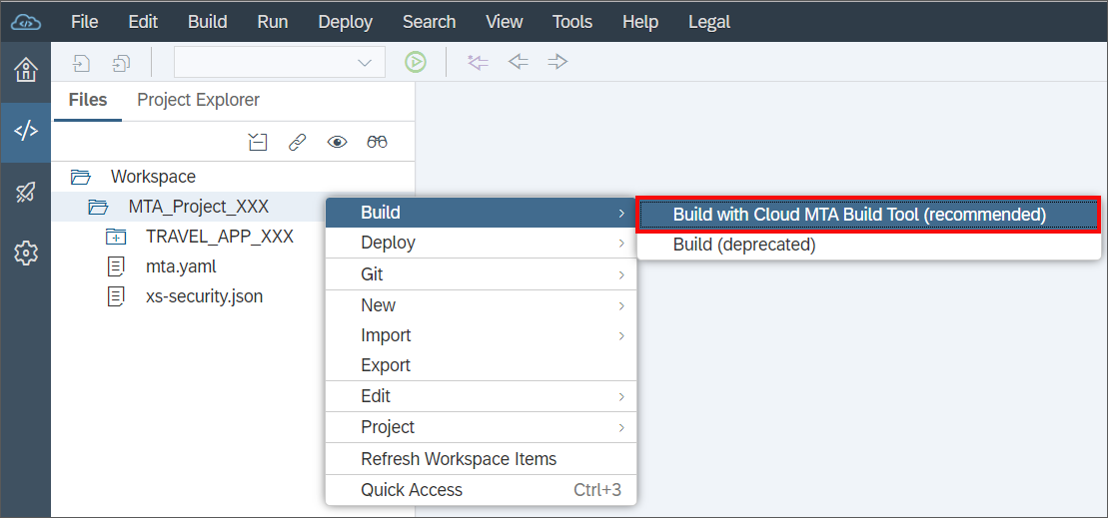 File Edit Build Run Deploy Search View Tools Help Legal
Files Project Explorer
Workspace
MTA_Project_XXX
TRAVEL_APP_XXX
mta.yaml
xs-security.json
Build
Deploy
Git
New
Import
Export
Edit
Project
Refresh Workspace Items
Quick Access Ctrl+3
Build with Cloud MTA Build Tool (recommended)
Build (deprecated)